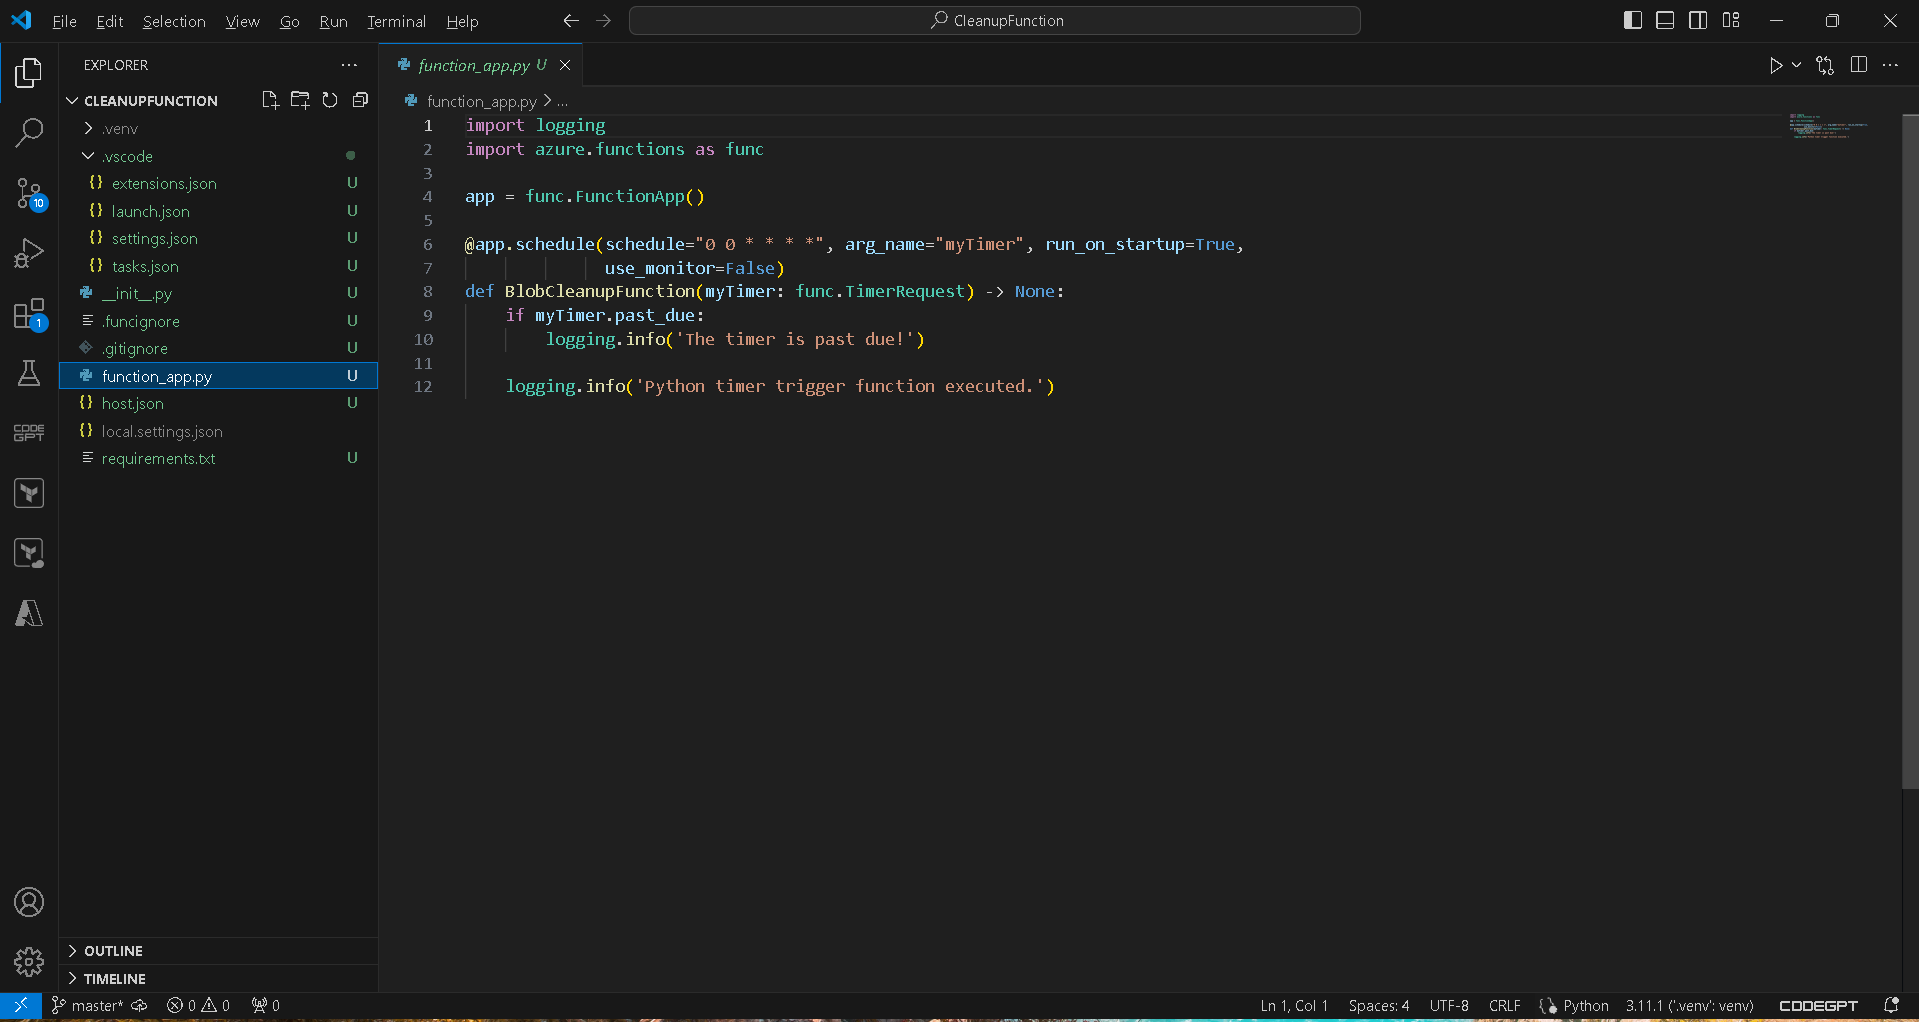 File Edit Selection View Go Run Terminal Help
CleanupFunction
EXPLORER
CLEANUPFUNCTION
.venv
.vscode
{} extensions.json U
{} launch.json U
{} settings.json U
{} tasks.json U
__init__.py U
.funcignore U
.gitignore U
function_app.py U
{} host.json U
{} local.settings.json
requirements.txt U
OUTLINE
TIMELINE
10
1
CODE
GPT
function_app.py U
function_app.py > ...
1 import logging
2 import azure.functions as func
3
4 app = func.FunctionApp()
5
6 @app.schedule(schedule="0 0 * * * *", arg_name="myTimer", run_on_startup=True,
7 use_monitor=False)
8 def BlobCleanupFunction(myTimer: func.TimerRequest) -> None:
9 if myTimer.past_due:
10 logging.info('The timer is past due!')
11
12 logging.info('Python timer trigger function executed.')
master* 0 0 0
Ln 1, Col 1 Spaces: 4 UTF-8 CRLF Python 3.11.1 ('.venv': venv) CODEGPT